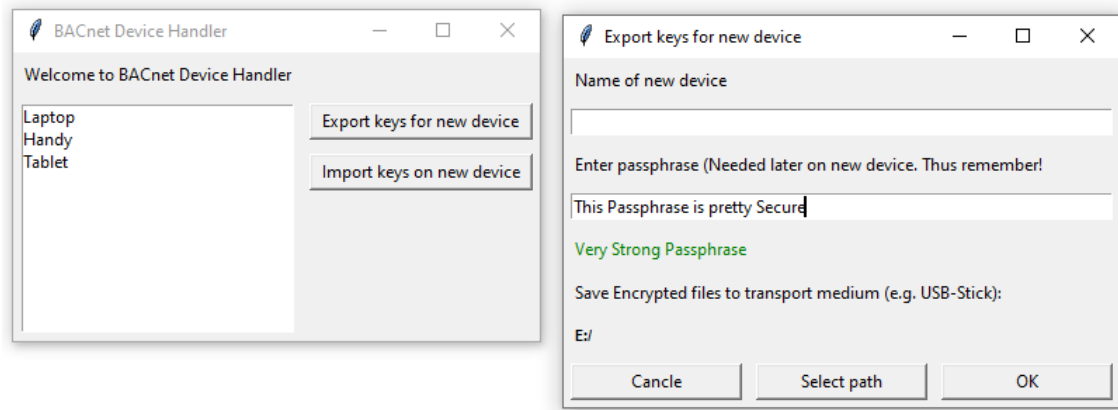 BACnet Device Handler
Welcome to BACnet Device Handler
Laptop
Handy
Tablet
Export keys for new device
Import keys on new device
Export keys for new device
Name of new device
Enter passphrase (Needed later on new device. Thus remember!
This Passphrase is pretty Secure
Very Strong Passphrase
Save Encrypted files to transport medium (e.g. USB-Stick):
E:/
Cancle
Select path
OK